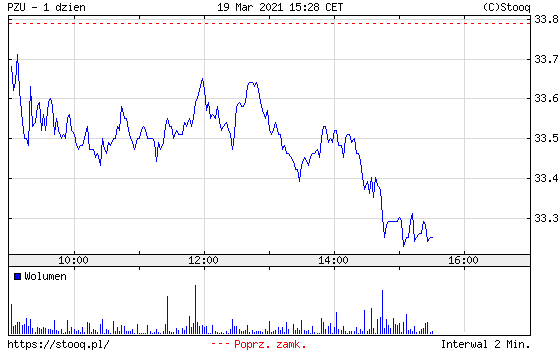 PZU - 1 dzien 19 Mar 2021 15:28 CET (C)Stooq
33.8
33.7
33.6
33.5
33.4
33.3
10:00 12:00 14:00 16:00
Wolumen
https://stooq.pl/ --- Poprz. zamk. Interwal 2 Min.